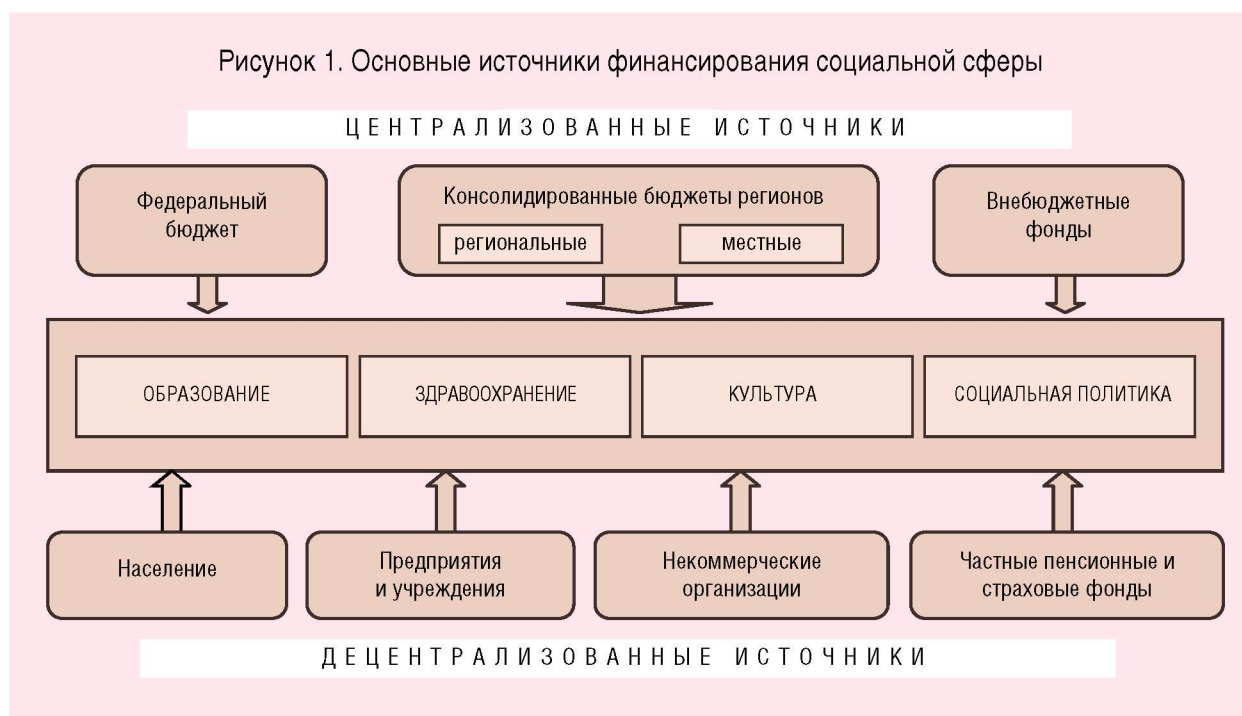 Рисунок 1. Основные источники финансирования социальной сферы
ЦЕНТРАЛИЗОВАННЫЕ ИСТОЧНИКИ
Федеральный
бюджет
Консолидированные бюджеты регионов
региональные
местные
Внебюджетные
фонды
ОБРАЗОВАНИЕ
ЗДРАВООХРАНЕНИЕ
КУЛЬТУРА
СОЦИАЛЬНАЯ ПОЛИТИКА
Население
Предприятия
и учреждения
Некоммерческие
организации
Частные пенсионные и
страховые фонды
ДЕЦЕНТРАЛИЗОВАННЫЕ ИСТОЧНИКИ